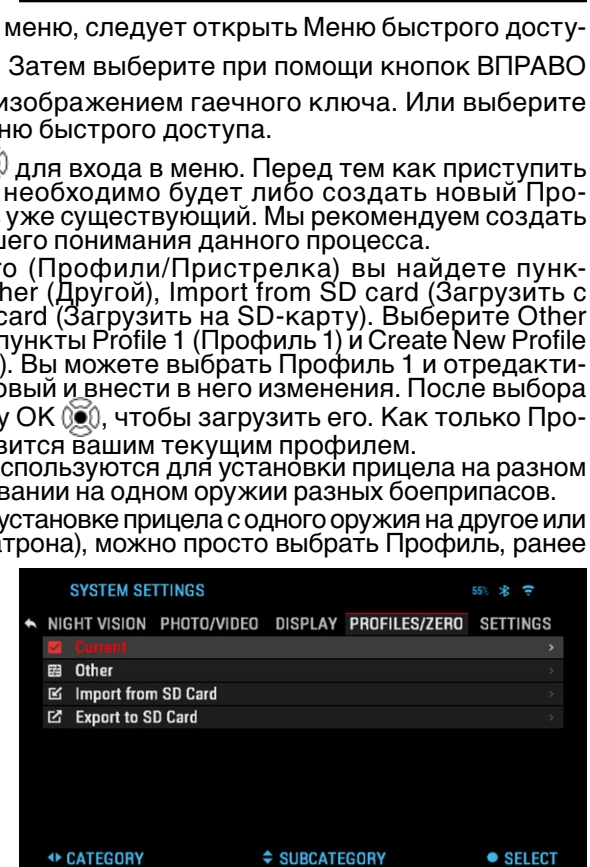 меню, следует открыть Меню быстрого досту-
Затем выберите при помощи кнопок ВПРАВО
изображением гаечного ключа. Или выберите
ню быстрого доступа.
для входа в меню. Перед тем как приступить
необходимо будет либо создать новый Про-
уже существующий. Мы рекомендуем создать
шего понимания данного процесса.
го (Профили/Пристрелка) вы найдете пунк-
her (Другой), Import from SD card (Загрузить с
card (Загрузить на SD-карту). Выберите Other
пункты Profile 1 (Профиль 1) и Create New Profile
). Вы можете выбрать Профиль 1 и отредакти-
овый и внести в него изменения. После выбора
у OK, чтобы загрузить его. Как только Про-
вится вашим текущим профилем.
спользуются для установки прицела на разном
вании на одном оружии разных боеприпасов.
установке прицела с одного оружия на другое или
атрона), можно просто выбрать Профиль, ранее
SYSTEM SETTINGS 55%
NIGHT VISION PHOTO/VIDEO DISPLAY PROFILES/ZERO SETTINGS
Current
Other
Import from SD Card
Export to SD Card
CATEGORY SUBCATEGORY SELECT